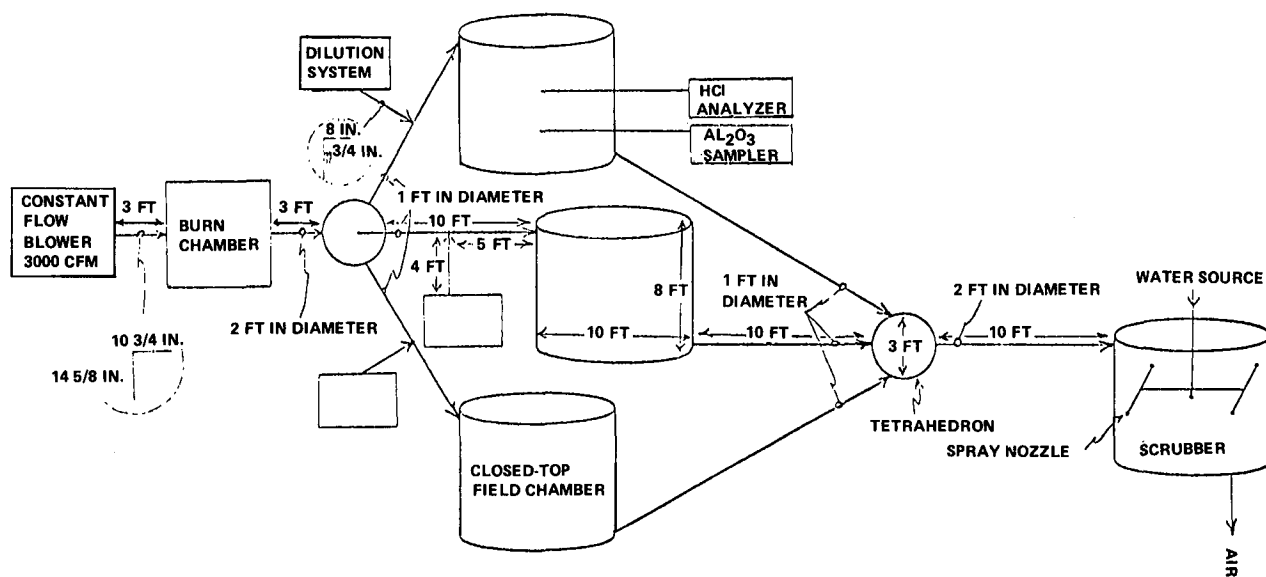 DILUTION
SYSTEM
HCl
ANALYZER
AL2O3
SAMPLER
8 IN.
3/4 IN.
CONSTANT
FLOW
BLOWER
3000 CFM
3 FT
BURN
CHAMBER
3 FT
1 FT IN DIAMETER
10 FT
5 FT
4 FT
2 FT IN DIAMETER
8 FT
10 FT
1 FT IN
DIAMETER
10 FT
3 FT
2 FT IN DIAMETER
10 FT
WATER SOURCE
10 3/4 IN.
14 5/8 IN.
TETRAHEDRON
SPRAY NOZZLE
SCRUBBER
CLOSED-TOP
FIELD CHAMBER
AIR